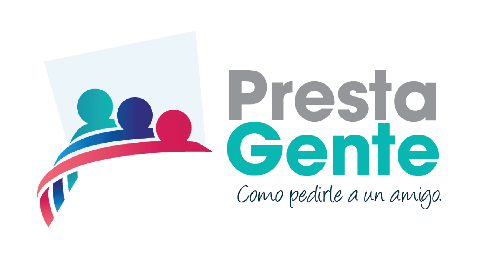 Presta
Gente
Como pedirle a un amigo.